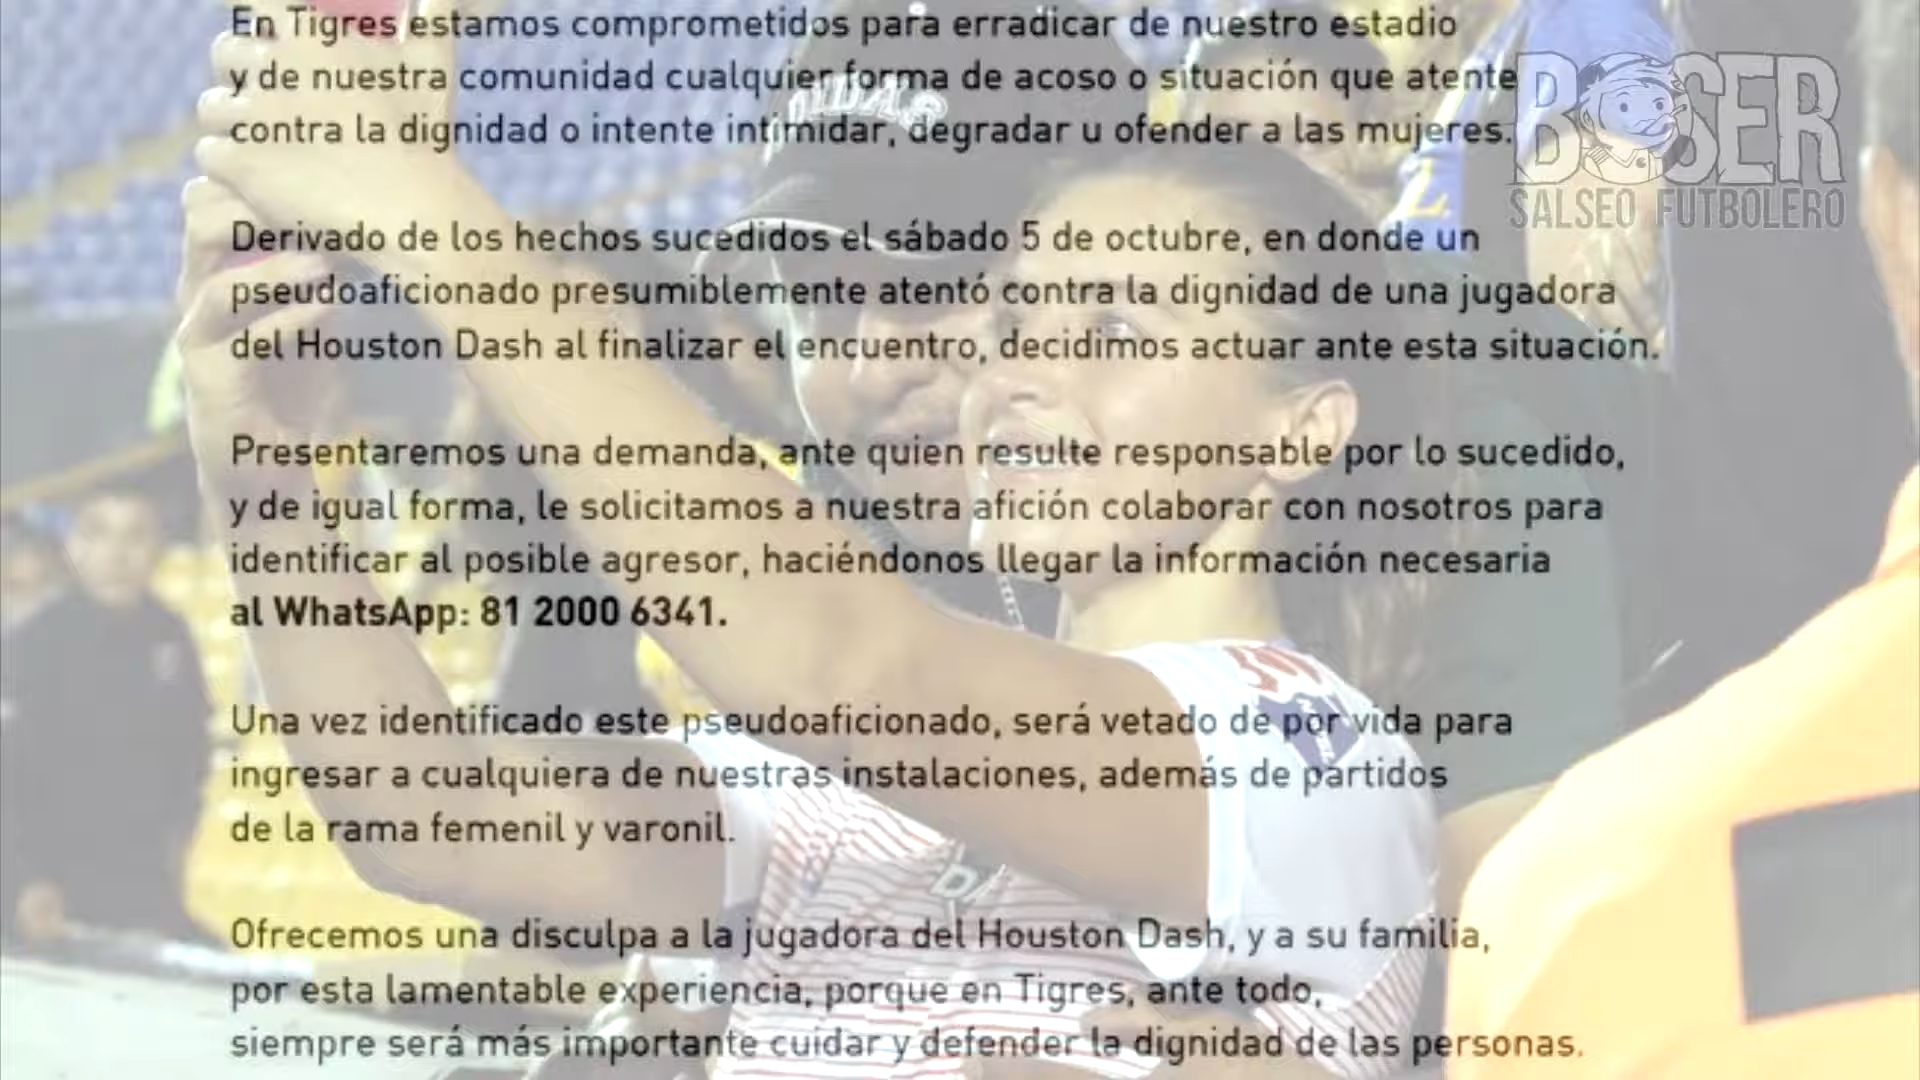 En Tigres estamos comprometidos para erradicar de nuestro estadio
y de nuestra comunidad cualquier forma de acoso o situación que atente
contra la dignidad o intente intimidar, degradar u ofender a las mujeres.
BOSER
SALSEO FUTBOLERO
Derivado de los hechos sucedidos el sábado 5 de octubre, en donde un
pseudoaficionado presumiblemente atentó contra la dignidad de una jugadora
del Houston Dash al finalizar el encuentro, decidimos actuar ante esta situación.
Presentaremos una demanda, ante quien resulte responsable por lo sucedido,
y de igual forma, le solicitamos a nuestra afición colaborar con nosotros para
identificar al posible agresor, haciéndonos llegar la información necesaria
al WhatsApp: 81 2000 6341.
Una vez identificado este pseudoaficionado, será vetado de por vida para
ingresar a cualquiera de nuestras instalaciones, además de partidos
de la rama femenil y varonil.
Ofrecemos una disculpa a la jugadora del Houston Dash, y a su familia,
por esta lamentable experiencia, porque en Tigres, ante todo,
siempre será más importante cuidar y defender la dignidad de las personas.